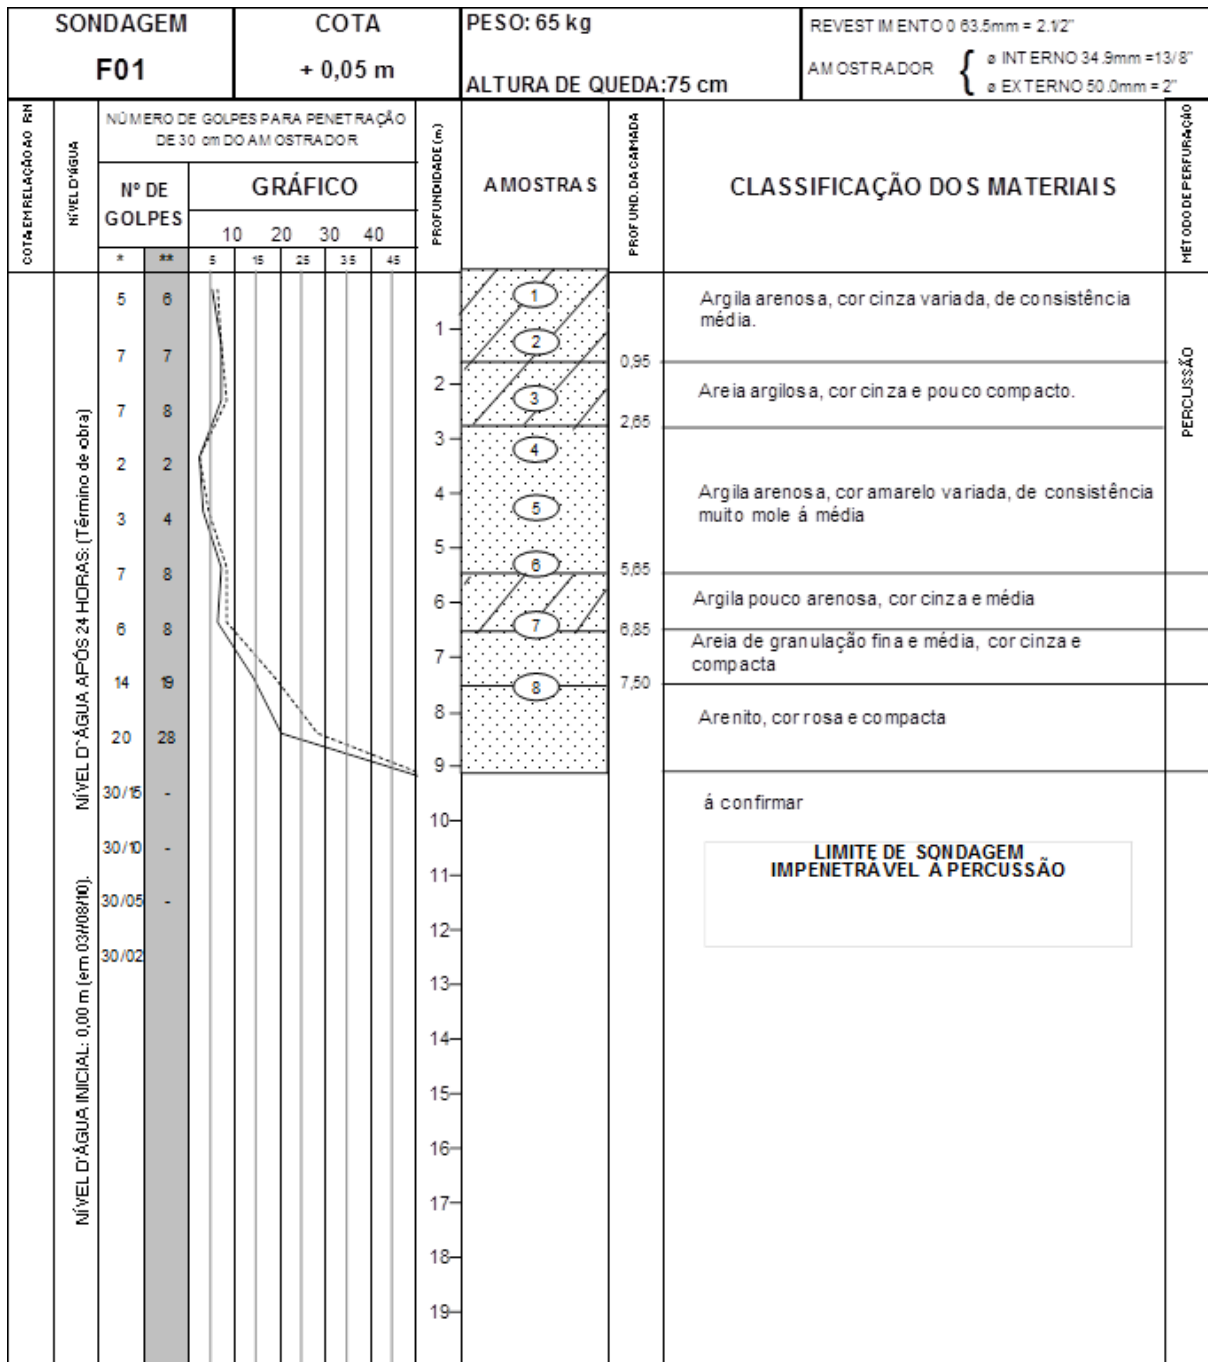 SONDAGEM
F01
COTA
+ 0,05 m
PESO: 65 kg
ALTURA DE QUEDA:75 cm
REVESTIMENTO 0 63.5mm = 2.1/2"
AMOSTRADOR {
ø INTERNO 34.9mm =13/8"
ø EXTERNO 50.0mm = 2"
COTA EM RELAÇÃO AO RN
NÍVEL D'ÁGUA
NÚMERO DE GOLPES PARA PENETRAÇÃO
DE 30 cm DO AMOSTRADOR
Nº DE
GOLPES
GRÁFICO
10 20 30 40
* ** 5 15 25 35 45
PROFUNDIDADE (m)
AMOSTRAS
PROFUND. DA CAMADA
CLASSIFICAÇÃO DOS MATERIAIS
MÉTODO DE PERFURAÇÃO
5 6
7 7
7 8
2 2
3 4
7 8
6 8
14 19
20 28
30/15 -
30/10 -
30/05 -
30/02
NÍVEL D'ÁGUA INICIAL: 0,00 m (em 03/08/10). NÍVEL D'ÁGUA APÓS 24 HORAS: (Término de obra)
1
2
3
4
5
6
7
8
9
10
11
12
13
14
15
16
17
18
19
1
2
3
4
5
6
7
8
0,95
2,65
5,65
6,85
7,50
Argila arenosa, cor cinza variada, de consistência
média.
Areia argilosa, cor cinza e pouco compacto.
Argila arenosa, cor amarelo variada, de consistência
muito mole á média
Argila pouco arenosa, cor cinza e média
Areia de granulação fina e média, cor cinza e
compacta
Arenito, cor rosa e compacta
á confirmar
LIMITE DE SONDAGEM
IMPENETRÁVEL À PERCUSSÃO
PERCUSSÃO